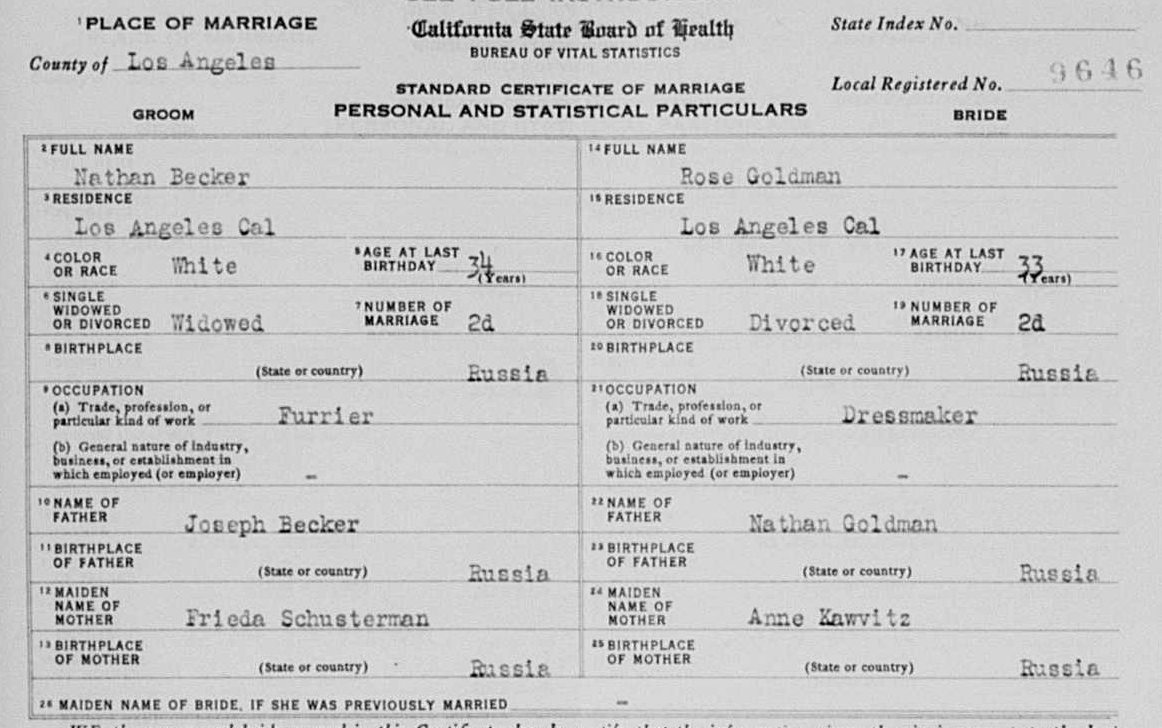 ¹PLACE OF MARRIAGE
County of Los Angeles
California State Board of Health
BUREAU OF VITAL STATISTICS
STANDARD CERTIFICATE OF MARRIAGE
PERSONAL AND STATISTICAL PARTICULARS
State Index No.
Local Registered No. 9646
GROOM
BRIDE
² FULL NAME
Nathan Becker
³ RESIDENCE
Los Angeles Cal
⁴ COLOR
OR RACE White
⁵ AGE AT LAST
BIRTHDAY 34
(Years)
⁶ SINGLE
WIDOWED
OR DIVORCED Widowed
⁷ NUMBER OF
MARRIAGE 2d
⁸ BIRTHPLACE
(State or country) Russia
⁹ OCCUPATION
(a) Trade, profession, or
particular kind of work Furrier
(b) General nature of industry,
business, or establishment in
which employed (or employer) -
¹⁰ NAME OF
FATHER Joseph Becker
¹¹ BIRTHPLACE
OF FATHER
(State or country) Russia
¹² MAIDEN
NAME OF
MOTHER Frieda Schusterman
¹³ BIRTHPLACE
OF MOTHER
(State or country) Russia
¹⁴ FULL NAME
Rose Goldman
¹⁵ RESIDENCE
Los Angeles Cal
¹⁶ COLOR
OR RACE White
¹⁷ AGE AT LAST
BIRTHDAY 33
(Years)
¹⁸ SINGLE
WIDOWED
OR DIVORCED Divorced
¹⁹ NUMBER OF
MARRIAGE 2d
²⁰ BIRTHPLACE
(State or country) Russia
²¹ OCCUPATION
(a) Trade, profession, or
particular kind of work Dressmaker
(b) General nature of industry,
business, or establishment in
which employed (or employer) -
²² NAME OF
FATHER Nathan Goldman
²³ BIRTHPLACE
OF FATHER
(State or country) Russia
²⁴ MAIDEN
NAME OF
MOTHER Anne Kawvitz
²⁵ BIRTHPLACE
OF MOTHER
(State or country) Russia
²⁶ MAIDEN NAME OF BRIDE, IF SHE WAS PREVIOUSLY MARRIED -